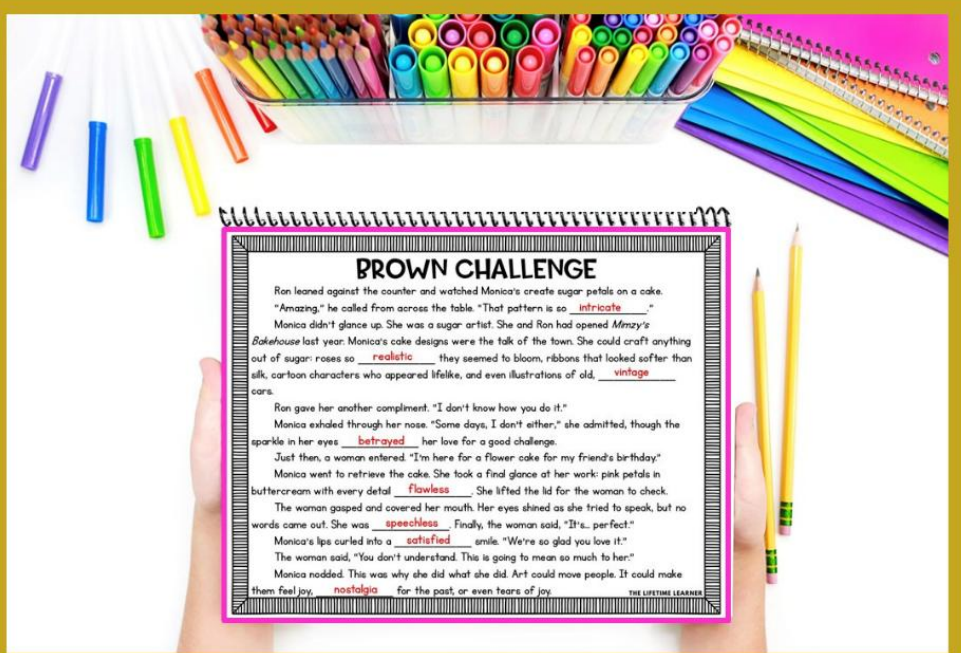 BROWN CHALLENGE
Ron leaned against the counter and watched Monica's create sugar petals on a cake.
"Amazing," he called from across the table. "That pattern is so intricate."
Monica didn't glance up. She was a sugar artist. She and Ron had opened Mimzy's
Bakehouse last year. Monica's cake designs were the talk of the town. She could craft anything
out of sugar: roses so realistic they seemed to bloom, ribbons that looked softer than
silk, cartoon characters who appeared lifelike, and even illustrations of old, vintage
cars.
Ron gave her another compliment. "I don't know how you do it."
Monica exhaled through her nose. "Some days, I don't either," she admitted, though the
sparkle in her eyes betrayed her love for a good challenge.
Just then, a woman entered. "I'm here for a flower cake for my friend's birthday."
Monica went to retrieve the cake. She took a final glance at her work: pink petals in
buttercream with every detail flawless. She lifted the lid for the woman to check.
The woman gasped and covered her mouth. Her eyes shined as she tried to speak, but no
words came out. She was speechless. Finally, the woman said, "It's... perfect."
Monica's lips curled into a satisfied smile. "We're so glad you love it."
The woman said, "You don't understand. This is going to mean so much to her."
Monica nodded. This was why she did what she did. Art could move people. It could make
them feel joy, nostalgia for the past, or even tears of joy.
THE LIFETIME LEARNER